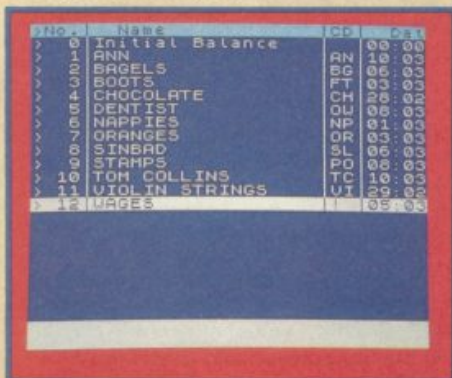 >No. Name CD Dat
> 0 Initial Balance 00:00
> 1 ANN AN 10:03
> 2 BAGELS BG 06:03
> 3 BOOTS FT 03:03
> 4 CHOCOLATE CH 28:02
> 5 DENTIST OW 08:03
> 6 NAPPIES NP 01:03
> 7 ORANGES OR 03:03
> 8 SINBAD SL 06:03
> 9 STAMPS PO 08:03
> 10 TOM COLLINS TC 10:03
> 11 VIOLIN STRINGS VI 29:02
> 12 WAGES ! 05:03